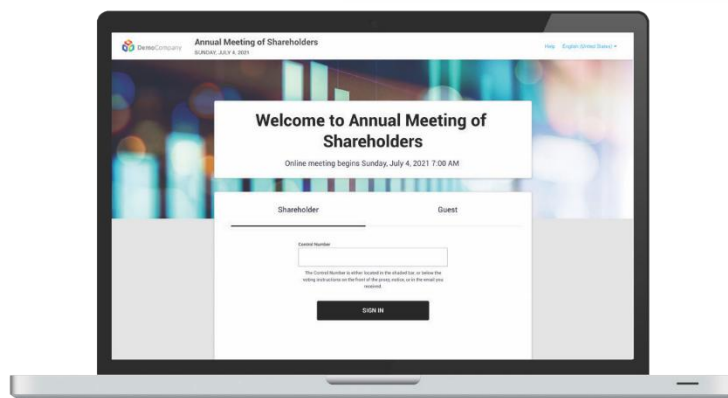 DemoCompany
Annual Meeting of Shareholders
SUNDAY, JULY 4, 2021
Help English (United States)
Welcome to Annual Meeting of
Shareholders
Online meeting begins Sunday, July 4, 2021 7:00 AM
Shareholder Guest
Control Number
The Control Number is either located in the shaded bar, or below the
voting instructions on the front of the proxy, notice, or in the email you
received.
SIGN IN